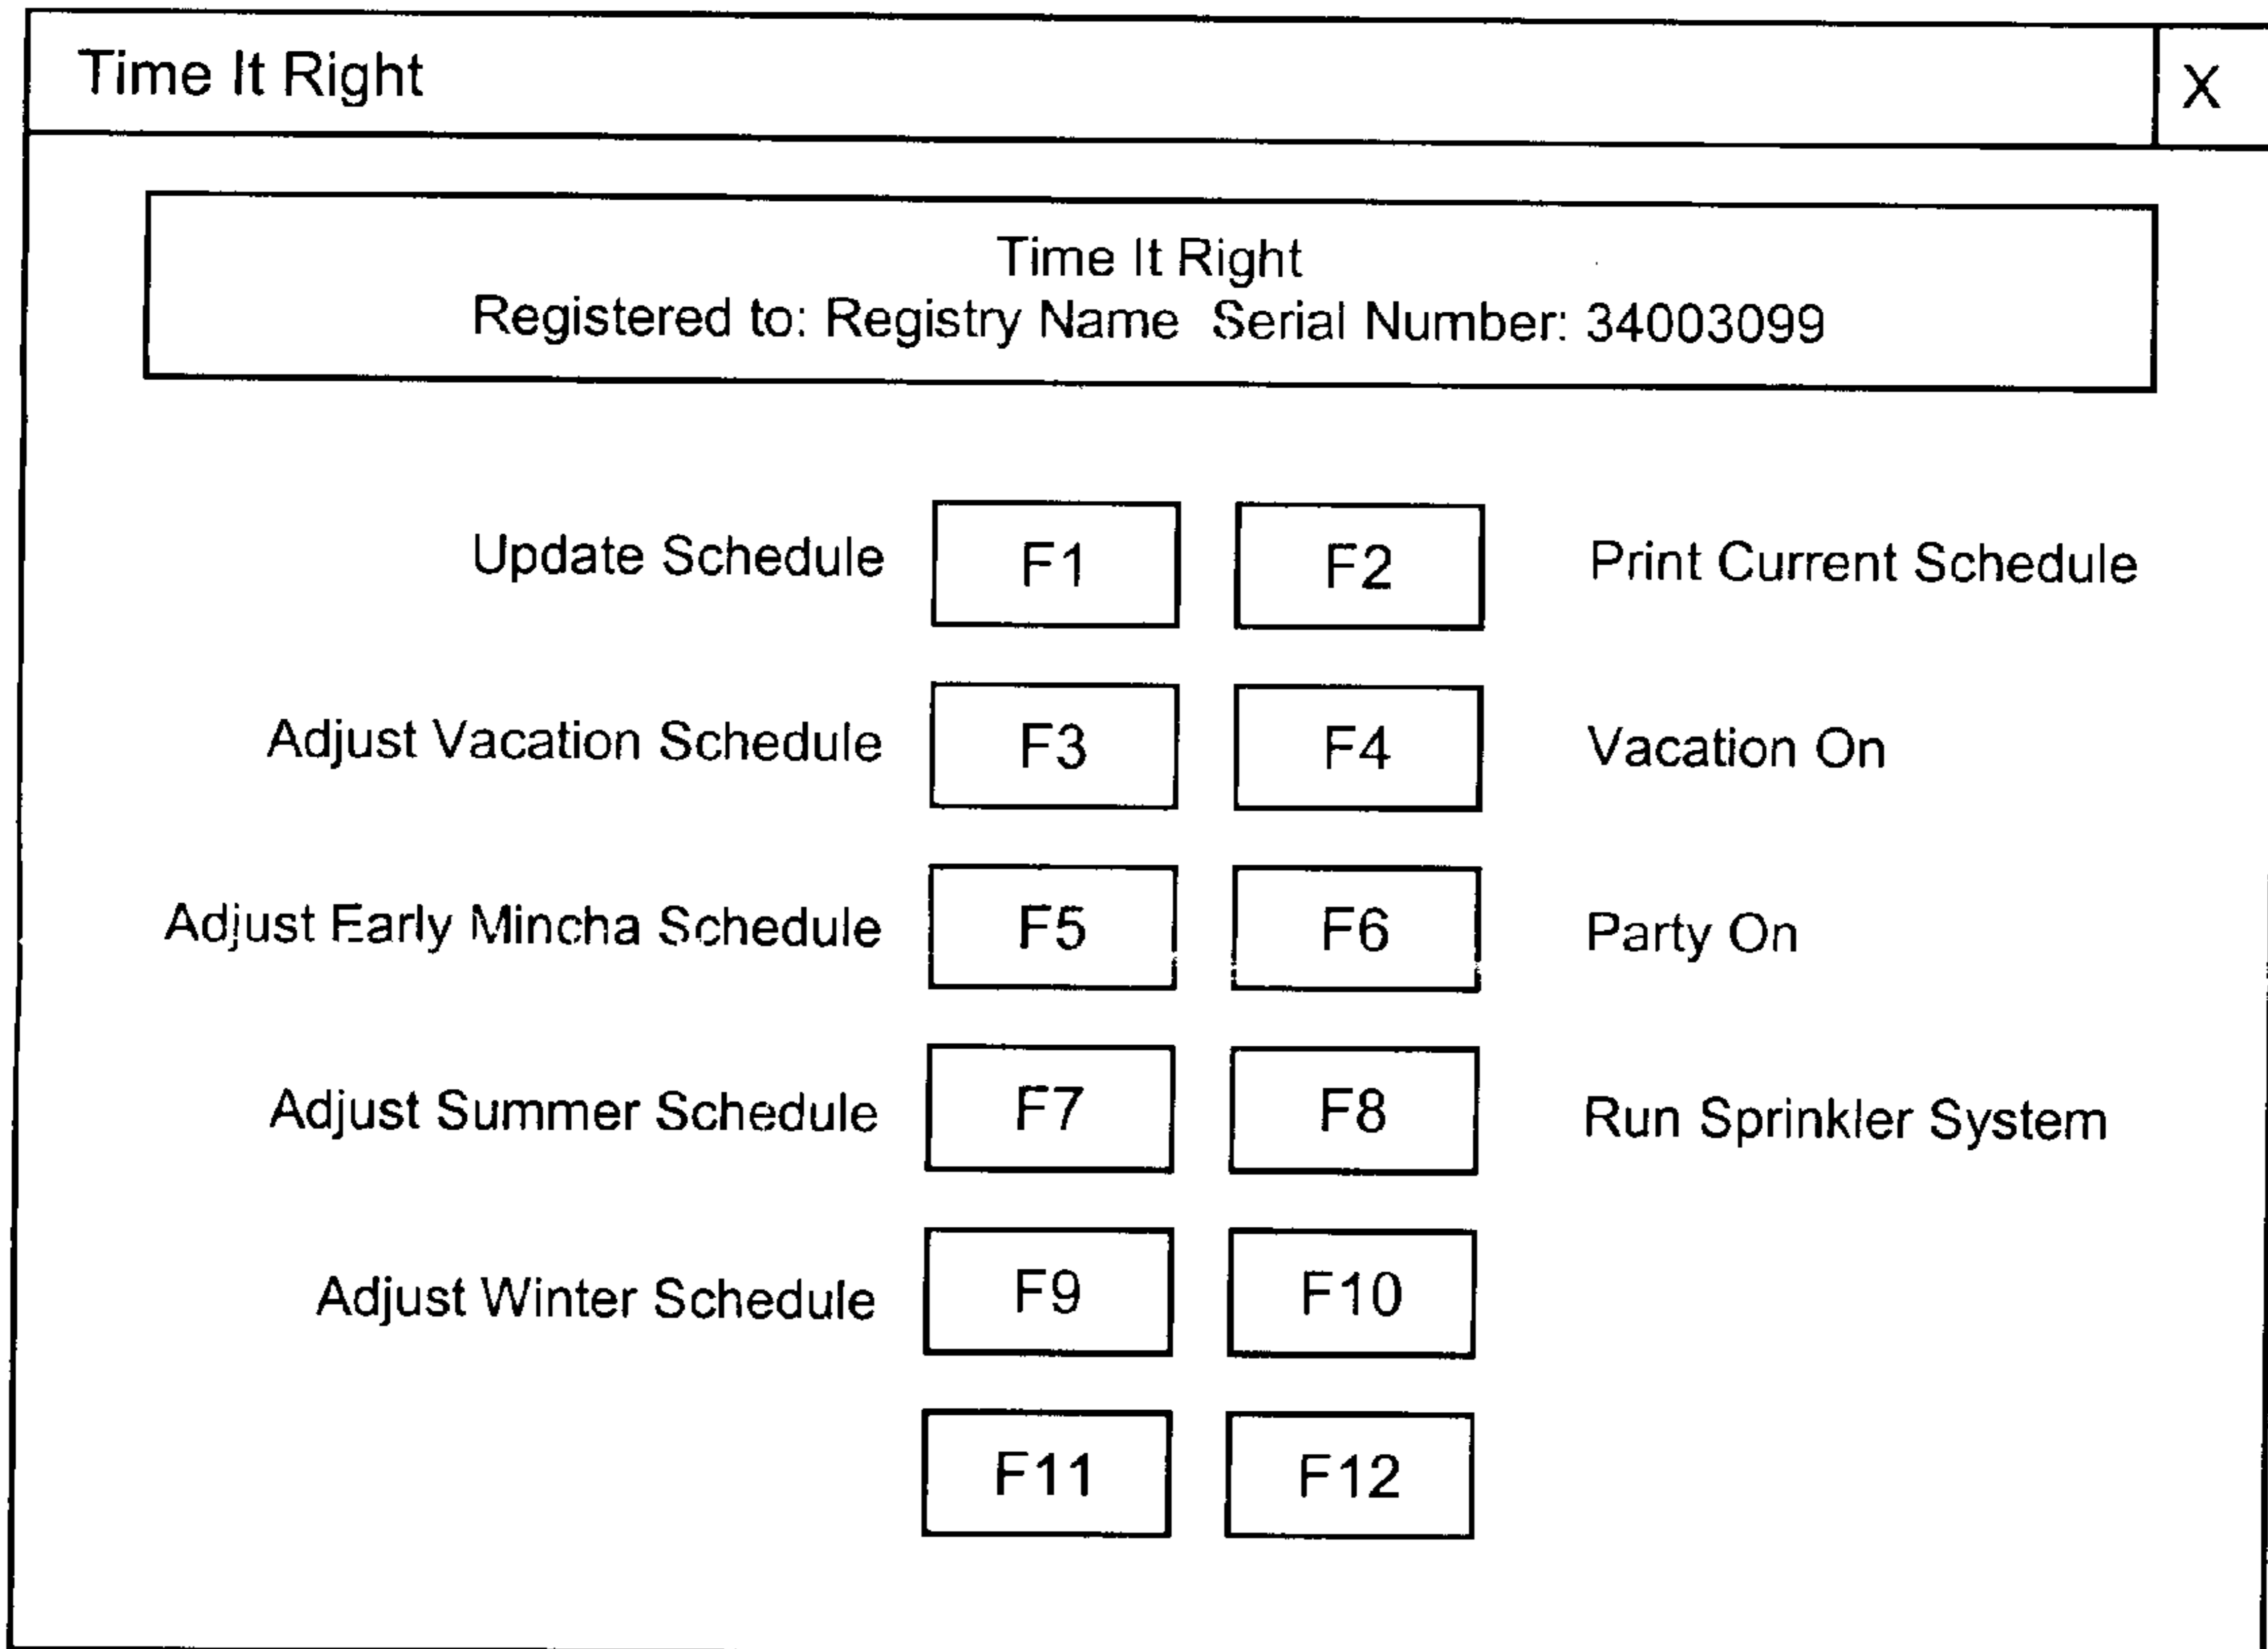 Time It Right X
Time It Right
Registered to: Registry Name Serial Number: 34003099
Update Schedule F1 F2 Print Current Schedule
Adjust Vacation Schedule F3 F4 Vacation On
Adjust Early Mincha Schedule F5 F6 Party On
Adjust Summer Schedule F7 F8 Run Sprinkler System
Adjust Winter Schedule F9 F10
F11 F12